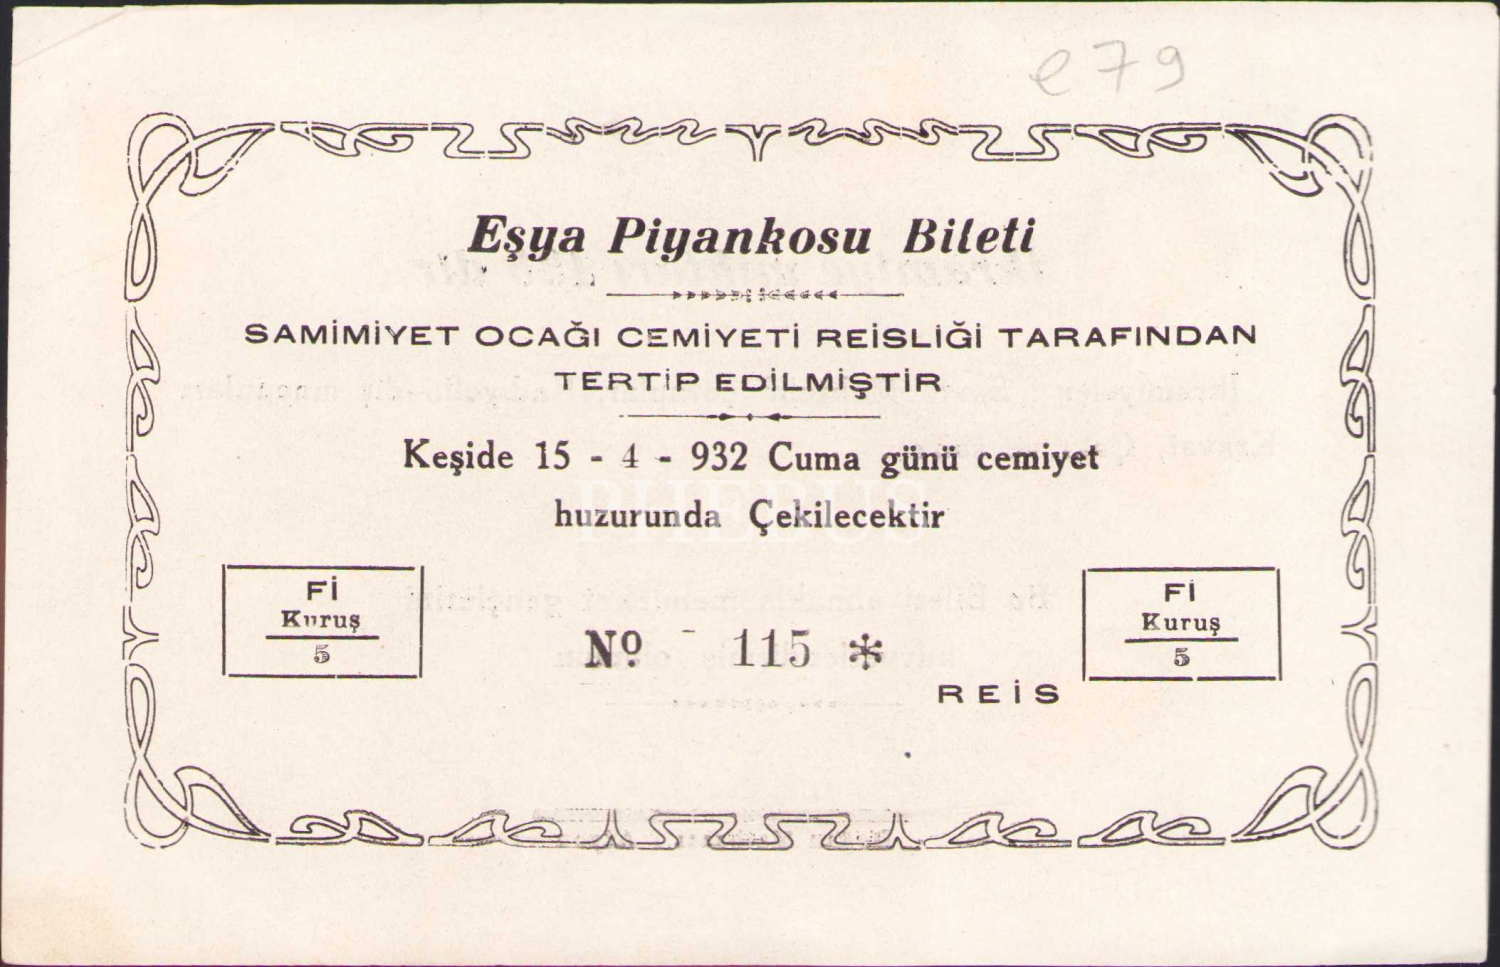 e79
Eşya Piyankosu Bileti
SAMİMİYET OCAĞI CEMİYETİ REİSLİĞİ TARAFINDAN
TERTİP EDİLMİŞTİR
Keşide 15 - 4 - 932 Cuma günü cemiyet
huzurunda Çekilecektir
PHEBUS
Fİ
Kuruş
5
Nº - 115 *
Fİ
Kuruş
5
REİS